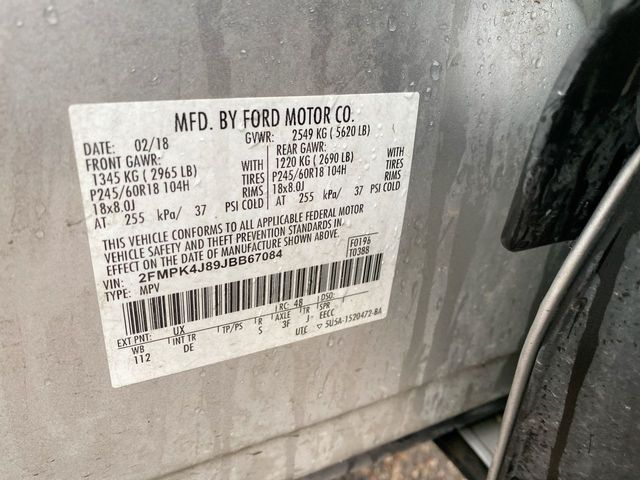 MFD. BY FORD MOTOR CO.
DATE: 02/18 GVWR: 2549 KG ( 5620 LB)
FRONT GAWR: REAR GAWR:
1345 KG ( 2965 LB) WITH 1220 KG ( 2690 LB) WITH
P245/60R18 104H TIRES P245/60R18 104H TIRES
18x8.0J RIMS 18x8.0J RIMS
AT 255 kPa/ 37 PSI COLD AT 255 kPa/ 37 PSI COLD
THIS VEHICLE CONFORMS TO ALL APPLICABLE FEDERAL MOTOR
VEHICLE SAFETY AND THEFT PREVENTION STANDARDS IN
EFFECT ON THE DATE OF MANUFACTURE SHOWN ABOVE.
VIN: 2FMPK4J89JBB67084 F0196
TYPE: MPV T0388
EXT PNT: UX RC: 48 DSO:
WB INT TR TP/PS R AXLE TR SPR
112 DE S 3F J EECC
UTC ▽ 5U5A-1520472-BA